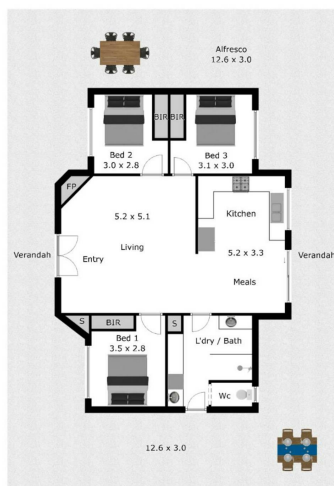 Alfresco
12.6 x 3.0
BIR
BIR
Bed 2
3.0 x 2.8
Bed 3
3.1 x 3.0
FP
5.2 x 5.1
Kitchen
Living
5.2 x 3.3
Verandah
Entry
Verandah
Meals
S
BIR
S
Bed 1
3.5 x 2.8
L'dry / Bath
Wc
12.6 x 3.0